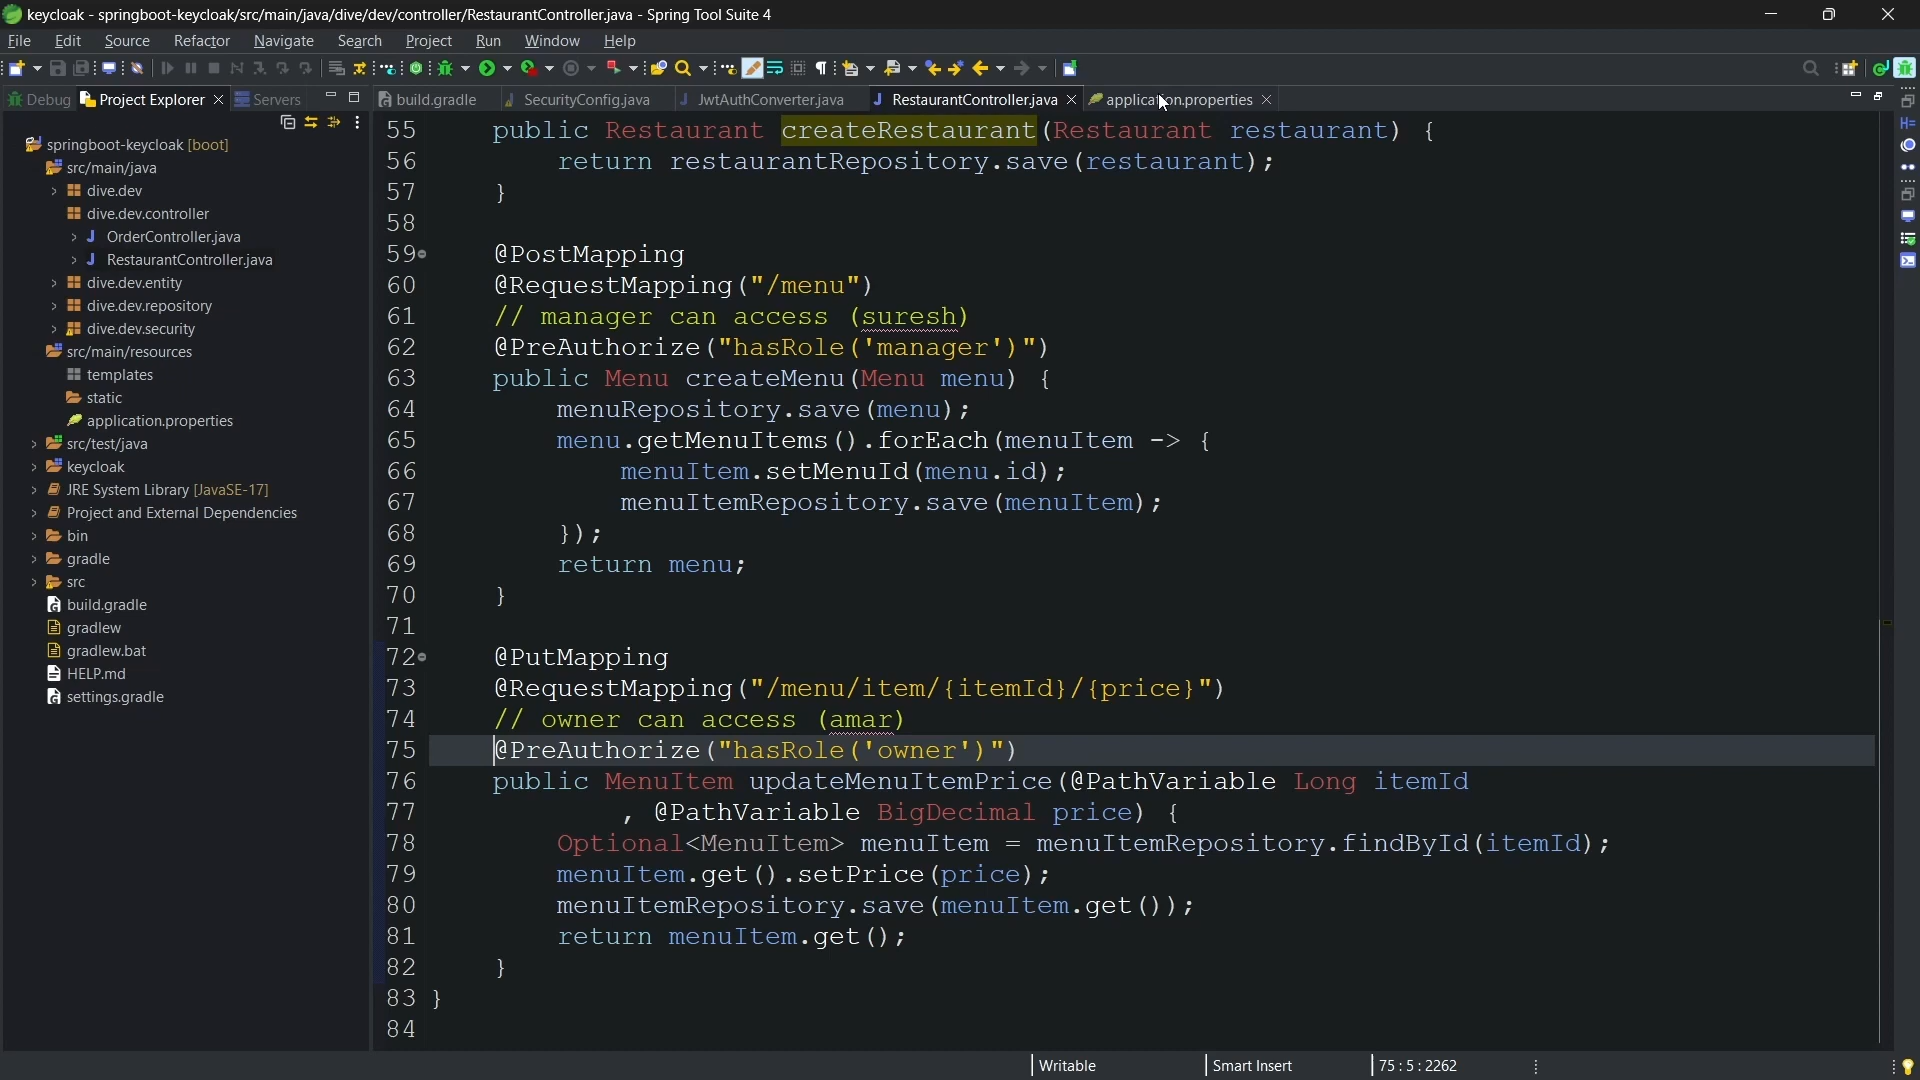 keycloak - springboot-keycloak/src/main/java/dive/dev/controller/RestaurantController.java - Spring Tool Suite 4
File Edit Source Refactor Navigate Search Project Run Window Help
Debug Project Explorer Servers
build.gradle SecurityConfig.java JwtAuthConverter.java RestaurantController.java application.properties
springboot-keycloak [boot]
src/main/java
dive.dev
dive.dev.controller
OrderController.java
RestaurantController.java
dive.dev.entity
dive.dev.repository
dive.dev.security
src/main/resources
templates
static
application.properties
src/test/java
keycloak
JRE System Library [JavaSE-17]
Project and External Dependencies
bin
gradle
src
build.gradle
gradlew
gradlew.bat
HELP.md
settings.gradle
55 public Restaurant createRestaurant(Restaurant restaurant) {
56 return restaurantRepository.save(restaurant);
57 }
58
59 @PostMapping
60 @RequestMapping("/menu")
61 // manager can access (suresh)
62 @PreAuthorize("hasRole('manager')")
63 public Menu createMenu(Menu menu) {
64 menuRepository.save(menu);
65 menu.getMenuItems().forEach(menuItem -> {
66 menuItem.setMenuId(menu.id);
67 menuItemRepository.save(menuItem);
68 });
69 return menu;
70 }
71
72 @PutMapping
73 @RequestMapping("/menu/item/{itemId}/{price}")
74 // owner can access (amar)
75 @PreAuthorize("hasRole('owner')")
76 public MenuItem updateMenuItemPrice(@PathVariable Long itemId
77 , @PathVariable BigDecimal price) {
78 Optional<MenuItem> menuItem = menuItemRepository.findById(itemId);
79 menuItem.get().setPrice(price);
80 menuItemRepository.save(menuItem.get());
81 return menuItem.get();
82 }
83 }
84
Writable Smart Insert 75 : 5 : 2262